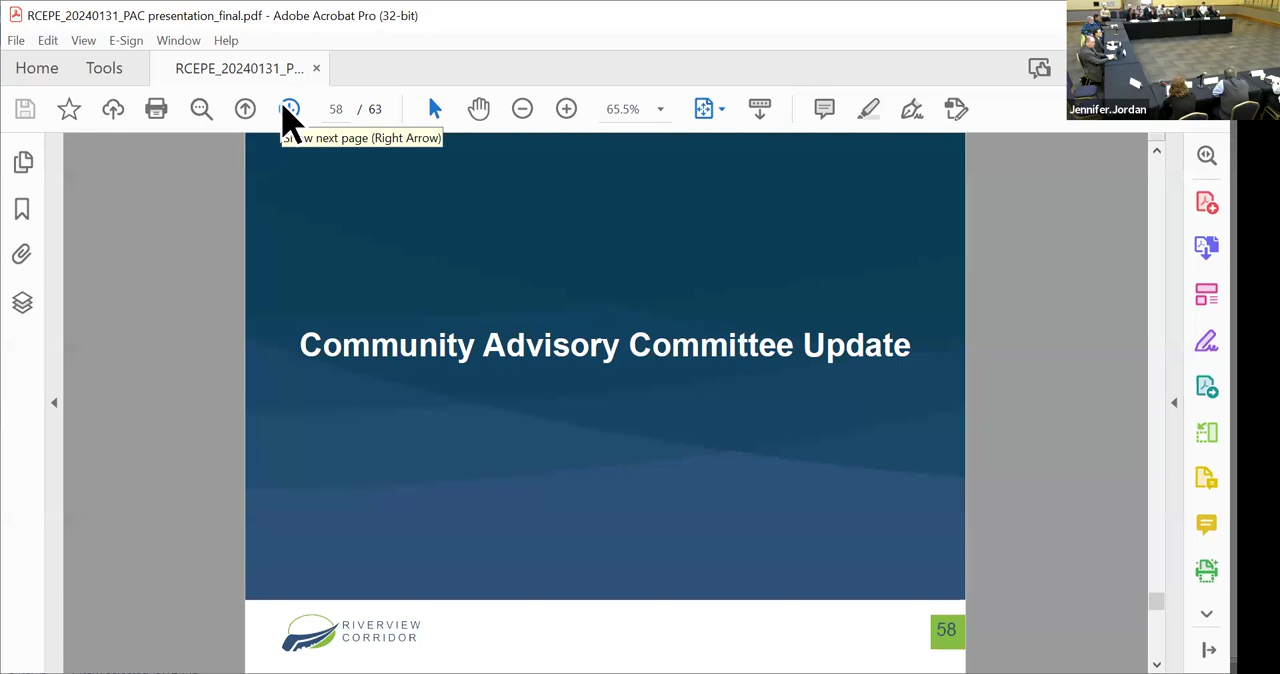 RCEPE_20240131_PAC presentation_final.pdf - Adobe Acrobat Pro (32-bit)
File Edit View E-Sign Window Help
Home Tools RCEPE_20240131_P... ×
58 / 63 65.5%
Jennifer.Jordan
next page (Right Arrow)
Community Advisory Committee Update
RIVERVIEW
CORRIDOR
58